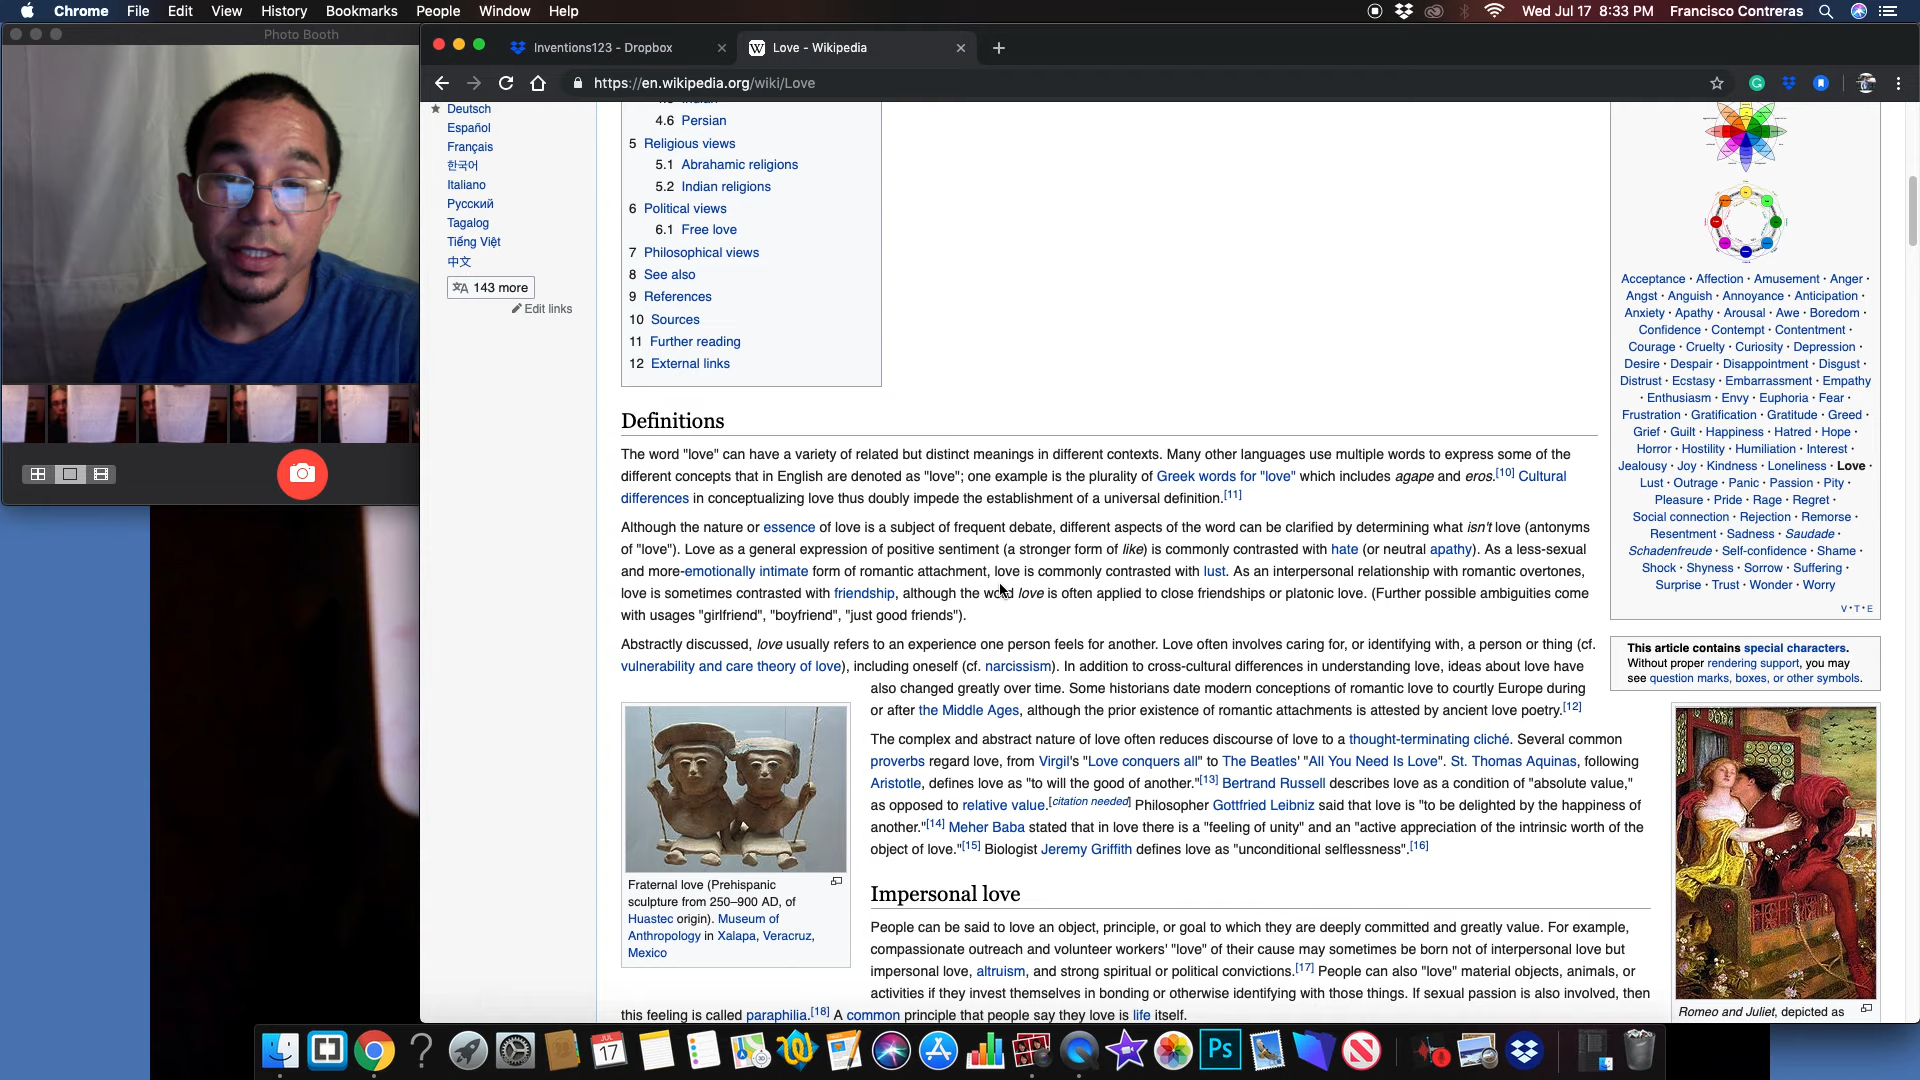 Chrome File Edit View History Bookmarks People Window Help
Wed Jul 17 8:33 PM Francisco Contreras
Photo Booth
Inventions123 - Dropbox
Love - Wikipedia
https://en.wikipedia.org/wiki/Love
Deutsch
Español
Français
한국어
Italiano
Русский
Tagalog
Tiếng Việt
中文
143 more
Edit links
4.6 Persian
5 Religious views
5.1 Abrahamic religions
5.2 Indian religions
6 Political views
6.1 Free love
7 Philosophical views
8 See also
9 References
10 Sources
11 Further reading
12 External links
Definitions
The word "love" can have a variety of related but distinct meanings in different contexts. Many other languages use multiple words to express some of the
different concepts that in English are denoted as "love"; one example is the plurality of Greek words for "love" which includes agape and eros.[10] Cultural
differences in conceptualizing love thus doubly impede the establishment of a universal definition.[11]
Although the nature or essence of love is a subject of frequent debate, different aspects of the word can be clarified by determining what isn't love (antonyms
of "love"). Love as a general expression of positive sentiment (a stronger form of like) is commonly contrasted with hate (or neutral apathy). As a less-sexual
and more-emotionally intimate form of romantic attachment, love is commonly contrasted with lust. As an interpersonal relationship with romantic overtones,
love is sometimes contrasted with friendship, although the word love is often applied to close friendships or platonic love. (Further possible ambiguities come
with usages "girlfriend", "boyfriend", "just good friends").
Abstractly discussed, love usually refers to an experience one person feels for another. Love often involves caring for, or identifying with, a person or thing (cf.
vulnerability and care theory of love), including oneself (cf. narcissism). In addition to cross-cultural differences in understanding love, ideas about love have
also changed greatly over time. Some historians date modern conceptions of romantic love to courtly Europe during
or after the Middle Ages, although the prior existence of romantic attachments is attested by ancient love poetry.[12]
The complex and abstract nature of love often reduces discourse of love to a thought-terminating cliché. Several common
proverbs regard love, from Virgil's "Love conquers all" to The Beatles' "All You Need Is Love". St. Thomas Aquinas, following
Aristotle, defines love as "to will the good of another."[13] Bertrand Russell describes love as a condition of "absolute value,"
as opposed to relative value.[citation needed] Philosopher Gottfried Leibniz said that love is "to be delighted by the happiness of
another."[14] Meher Baba stated that in love there is a "feeling of unity" and an "active appreciation of the intrinsic worth of the
object of love."[15] Biologist Jeremy Griffith defines love as "unconditional selflessness".[16]
Fraternal love (Prehispanic
sculpture from 250–900 AD, of
Huastec origin). Museum of
Anthropology in Xalapa, Veracruz,
Mexico
Impersonal love
People can be said to love an object, principle, or goal to which they are deeply committed and greatly value. For example,
compassionate outreach and volunteer workers' "love" of their cause may sometimes be born not of interpersonal love but
impersonal love, altruism, and strong spiritual or political convictions.[17] People can also "love" material objects, animals, or
activities if they invest themselves in bonding or otherwise identifying with those things. If sexual passion is also involved, then
this feeling is called paraphilia.[18] A common principle that people say they love is life itself.
Acceptance · Affection · Amusement · Anger ·
Angst · Anguish · Annoyance · Anticipation ·
Anxiety · Apathy · Arousal · Awe · Boredom ·
Confidence · Contempt · Contentment ·
Courage · Cruelty · Curiosity · Depression ·
Desire · Despair · Disappointment · Disgust ·
Distrust · Ecstasy · Embarrassment · Empathy
· Enthusiasm · Envy · Euphoria · Fear ·
Frustration · Gratification · Gratitude · Greed ·
Grief · Guilt · Happiness · Hatred · Hope ·
Horror · Hostility · Humiliation · Interest ·
Jealousy · Joy · Kindness · Loneliness · Love ·
Lust · Outrage · Panic · Passion · Pity ·
Pleasure · Pride · Rage · Regret ·
Social connection · Rejection · Remorse ·
Resentment · Sadness · Saudade ·
Schadenfreude · Self-confidence · Shame ·
Shock · Shyness · Sorrow · Suffering ·
Surprise · Trust · Wonder · Worry
V · T · E
This article contains special characters.
Without proper rendering support, you may
see question marks, boxes, or other symbols.
Romeo and Juliet, depicted as
JUL
17
Ps